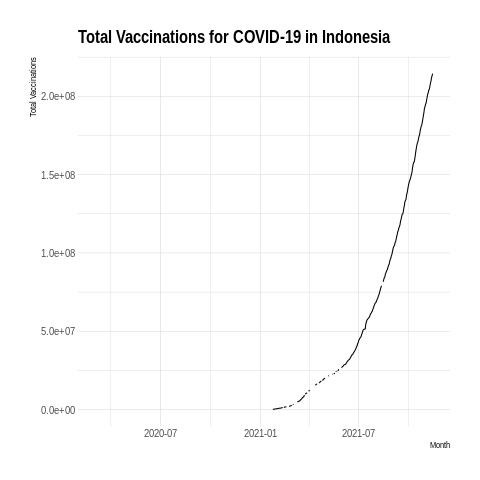 Total Vaccinations for COVID-19 in Indonesia
Total Vaccinations
2.0e+08
1.5e+08
1.0e+08
5.0e+07
0.0e+00
2020-07
2021-01
2021-07
Month